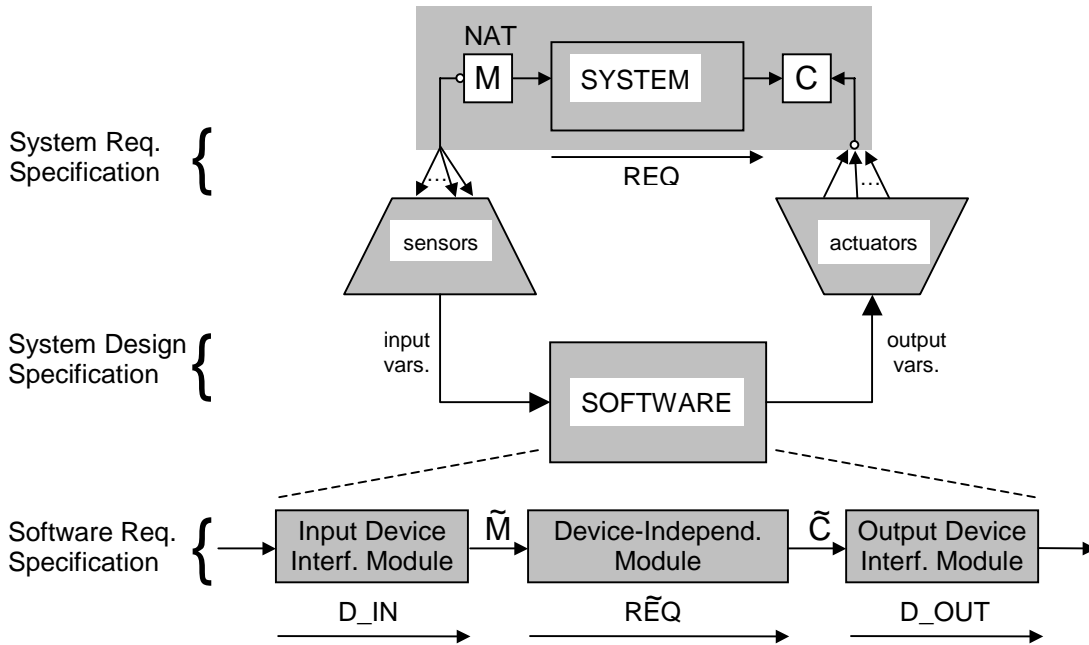 NAT
M
SYSTEM
C
System Req.
Specification
{
REQ
...
...
sensors
actuators
System Design
Specification
{
input
vars.
output
vars.
SOFTWARE
Software Req.
Specification
{
Input Device
Interf. Module
M̃
Device-Independ.
Module
C̃
Output Device
Interf. Module
D_IN
RẼQ
D_OUT